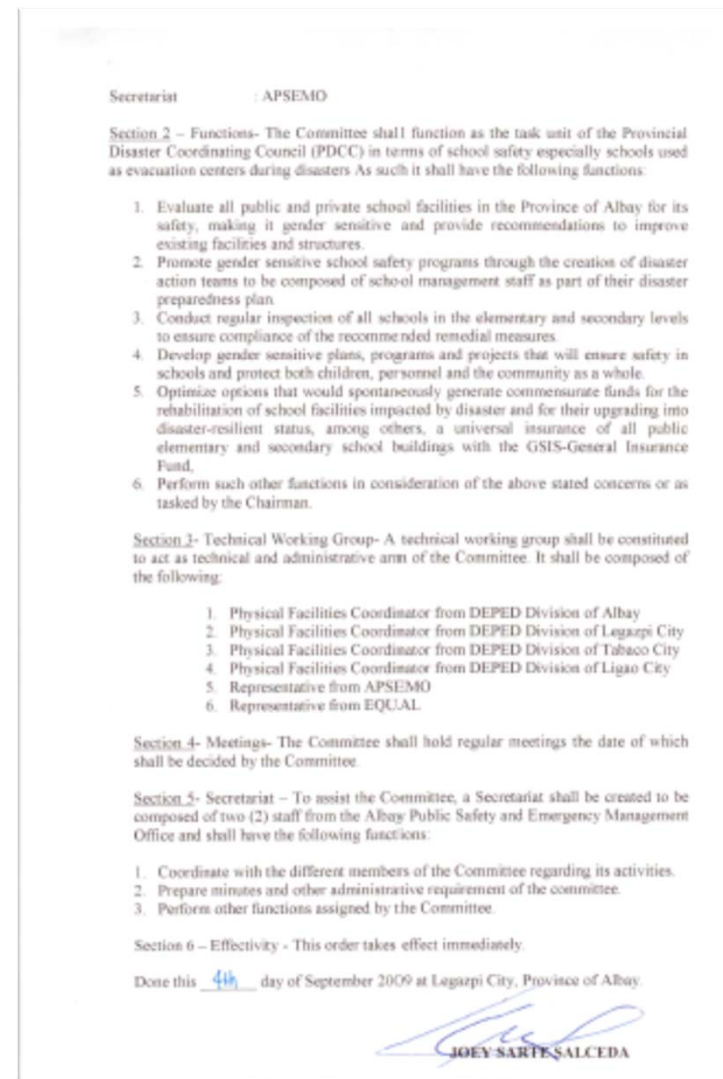 Secretariat : APSEMO
Section 2 – Functions- The Committee shall function as the task unit of the Provincial
Disaster Coordinating Council (PDCC) in terms of school safety especially schools used
as evacuation centers during disasters As such it shall have the following functions:
1. Evaluate all public and private school facilities in the Province of Albay for its
safety, making it gender sensitive and provide recommendations to improve
existing facilities and structures.
2. Promote gender sensitive school safety programs through the creation of disaster
action teams to be composed of school management staff as part of their disaster
preparedness plan.
3. Conduct regular inspection of all schools in the elementary and secondary levels
to ensure compliance of the recommended remedial measures.
4. Develop gender sensitive plans, programs and projects that will ensure safety in
schools and protect both children, personnel and the community as a whole.
5. Optimize options that would spontaneously generate commensurate funds for the
rehabilitation of school facilities impacted by disaster and for their upgrading into
disaster-resilient status, among others, a universal insurance of all public
elementary and secondary school buildings with the GSIS-General Insurance
Fund,
6. Perform such other functions in consideration of the above stated concerns or as
tasked by the Chairman.
Section 3- Technical Working Group- A technical working group shall be constituted
to act as technical and administrative arm of the Committee. It shall be composed of
the following:
1. Physical Facilities Coordinator from DEPED Division of Albay
2. Physical Facilities Coordinator from DEPED Division of Legazpi City
3. Physical Facilities Coordinator from DEPED Division of Tabaco City
4. Physical Facilities Coordinator from DEPED Division of Ligao City
5. Representative from APSEMO
6. Representative from EQUAL
Section 4- Meetings- The Committee shall hold regular meetings the date of which
shall be decided by the Committee.
Section 5- Secretariat – To assist the Committee, a Secretariat shall be created to be
composed of two (2) staff from the Albay Public Safety and Emergency Management
Office and shall have the following functions:
1. Coordinate with the different members of the Committee regarding its activities.
2. Prepare minutes and other administrative requirement of the committee.
3. Perform other functions assigned by the Committee.
Section 6 – Effectivity - This order takes effect immediately.
Done this 4th day of September 2009 at Legazpi City, Province of Albay.
JOEY SARTE SALCEDA